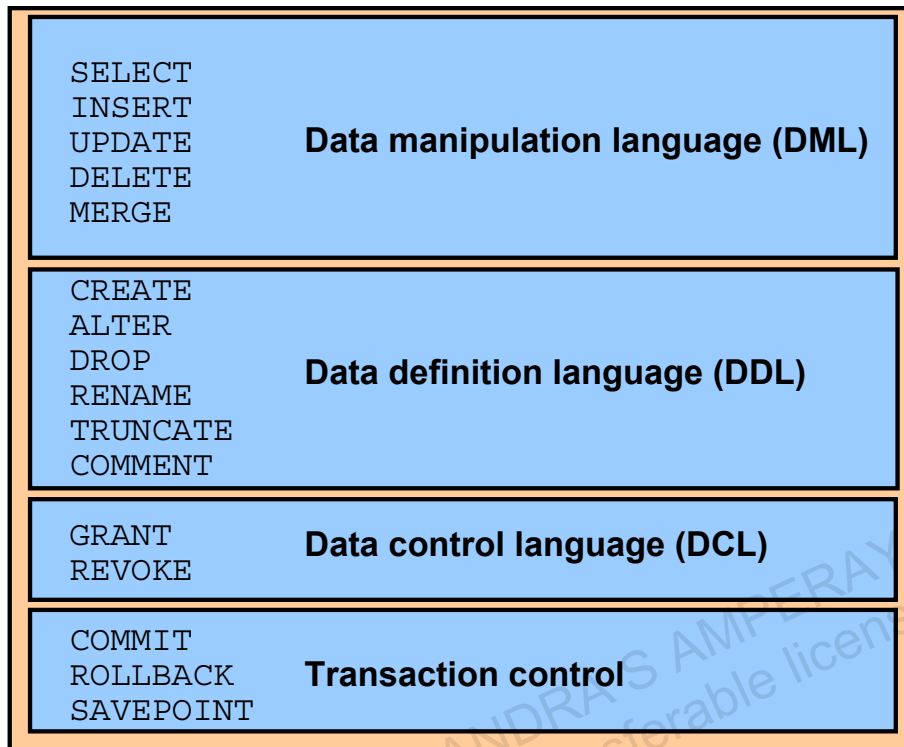 SELECT
INSERT
UPDATE
DELETE
MERGE
Data manipulation language (DML)
CREATE
ALTER
DROP
RENAME
TRUNCATE
COMMENT
Data definition language (DDL)
GRANT
REVOKE
Data control language (DCL)
COMMIT
ROLLBACK
SAVEPOINT
Transaction control
S AMPERAY